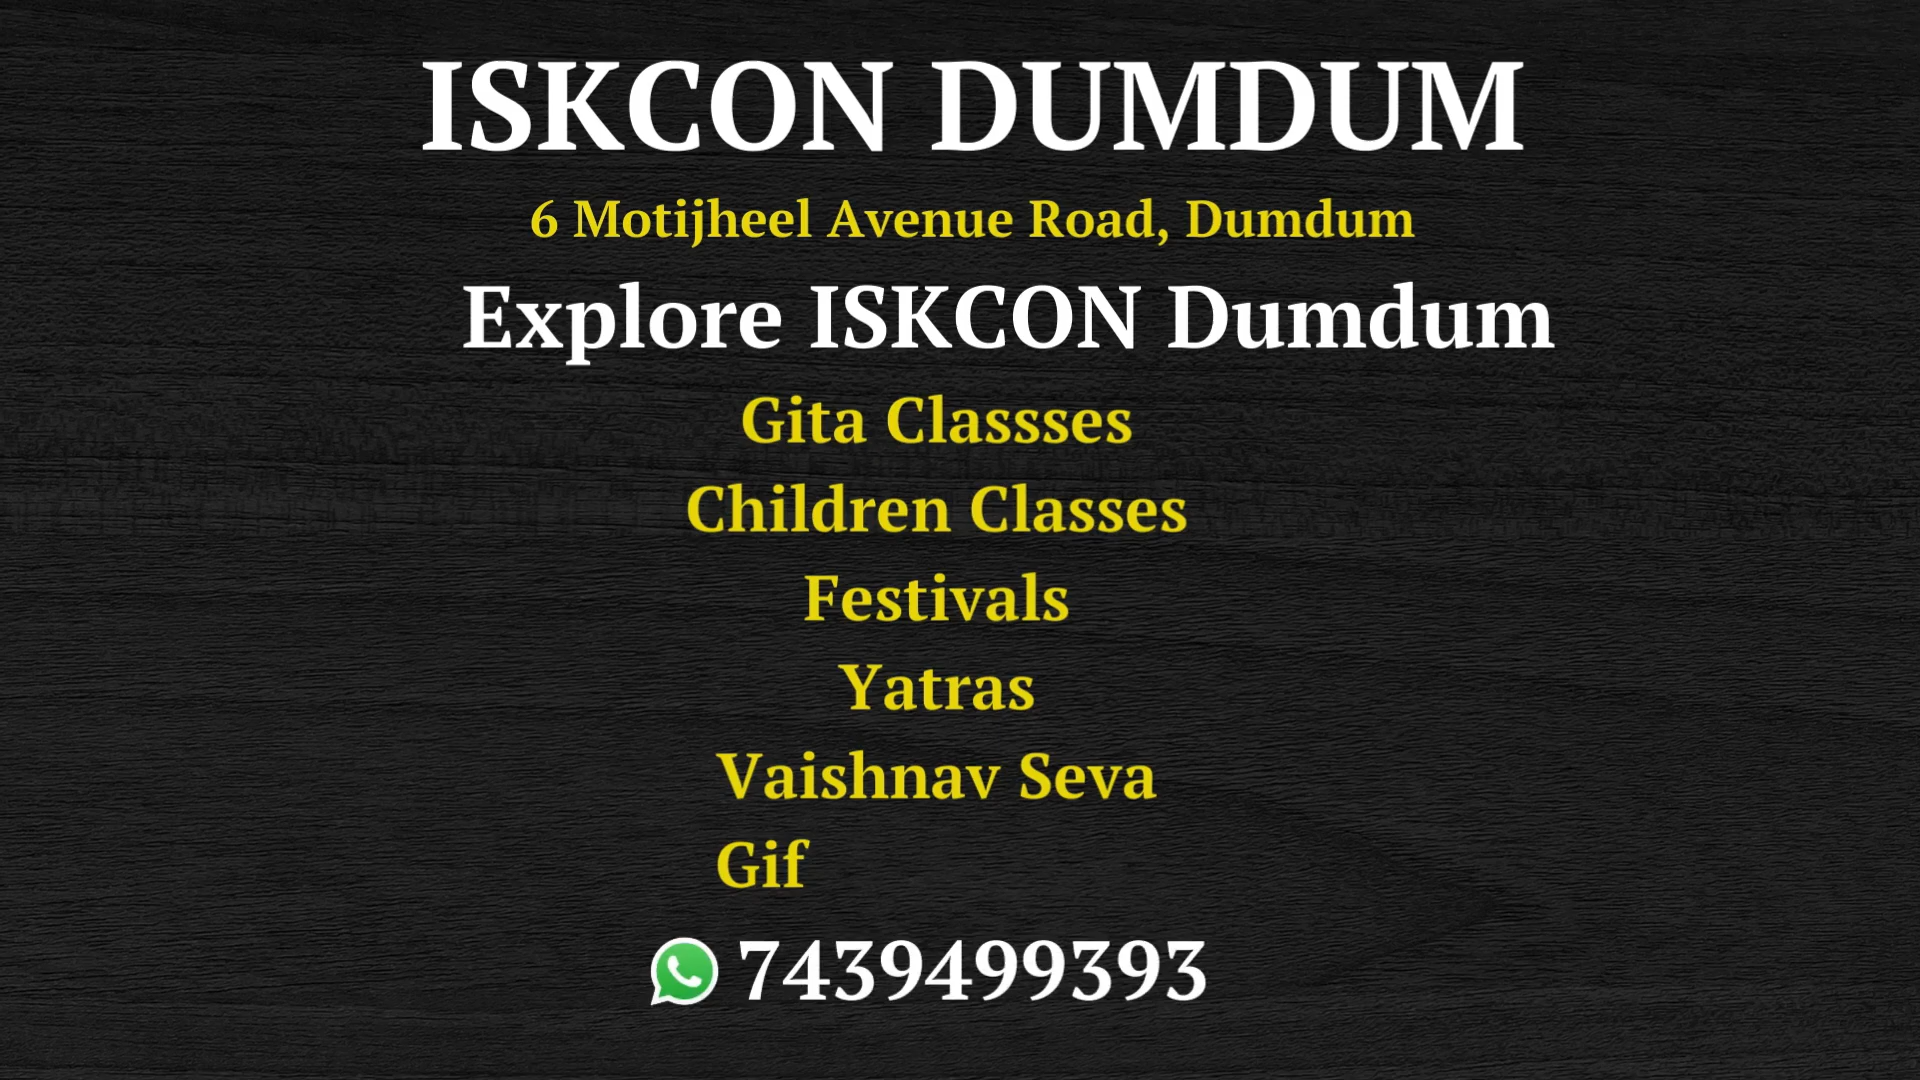 ISKCON DUMDUM
6 Motijheel Avenue Road, Dumdum
Explore ISKCON Dumdum
Gita Classses
Children Classes
Festivals
Yatras
Vaishnav Seva
Gif
7439499393